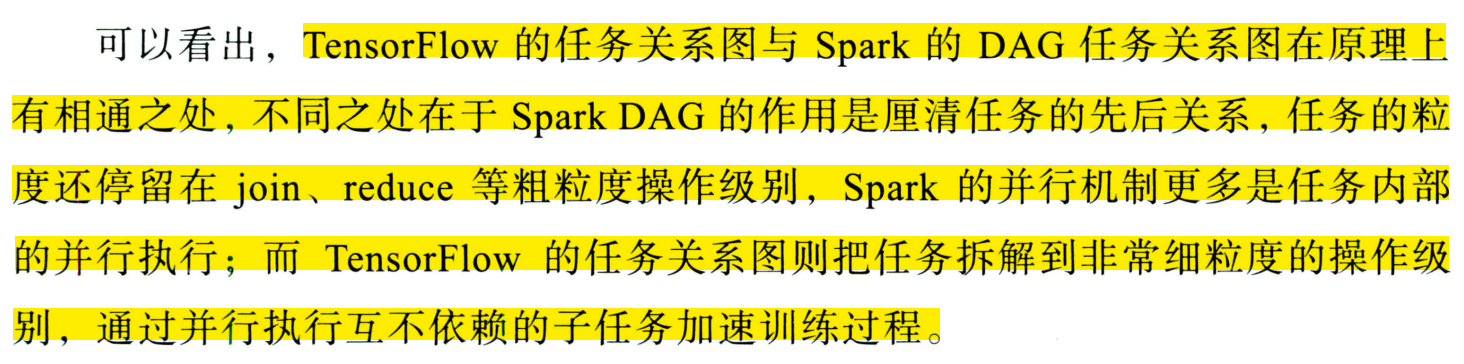 可以看出，TensorFlow 的任务关系图与 Spark 的 DAG 任务关系图在原理上
有相通之处，不同之处在于 Spark DAG 的作用是厘清任务的先后关系，任务的粒
度还停留在 join、reduce 等粗粒度操作级别，Spark 的并行机制更多是任务内部
的并行执行；而 TensorFlow 的任务关系图则把任务拆解到非常细粒度的操作级
别，通过并行执行互不依赖的子任务加速训练过程。